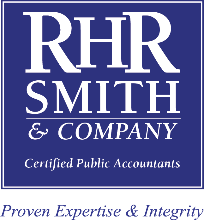 RHR
SMITH
& COMPANY
Certified Public Accountants
Proven Expertise & Integrity